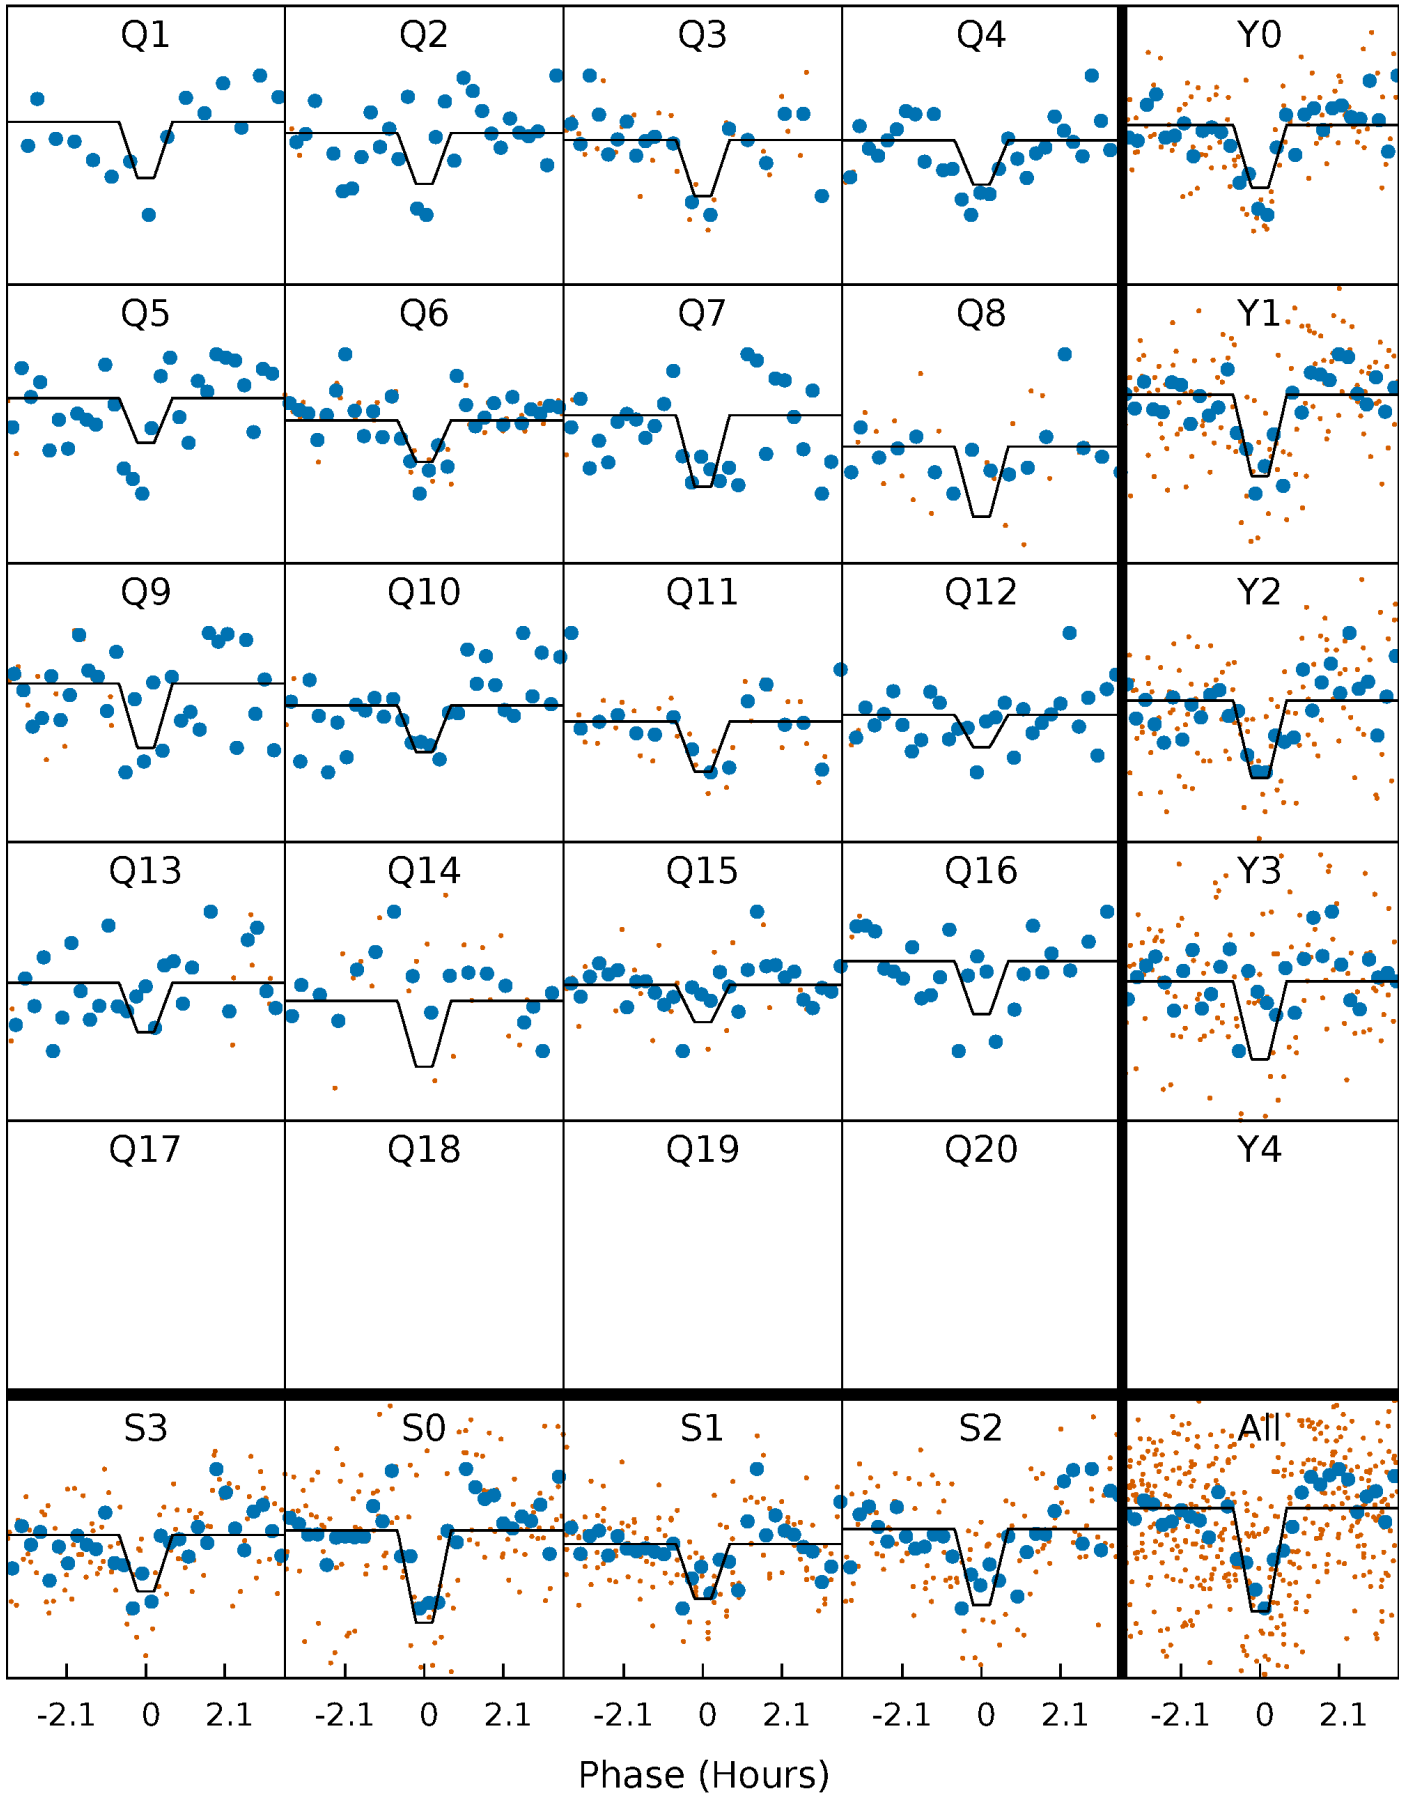 Q1 Q2 Q3 Q4 Y0
Q5 Q6 Q7 Q8 Y1
Q9 Q10 Q11 Q12 Y2
Q13 Q14 Q15 Q16 Y3
Q17 Q18 Q19 Q20 Y4
S3 S0 S1 S2 All
-2.1 0 2.1 -2.1 0 2.1 -2.1 0 2.1 -2.1 0 2.1 -2.1 0 2.1
Phase (Hours)